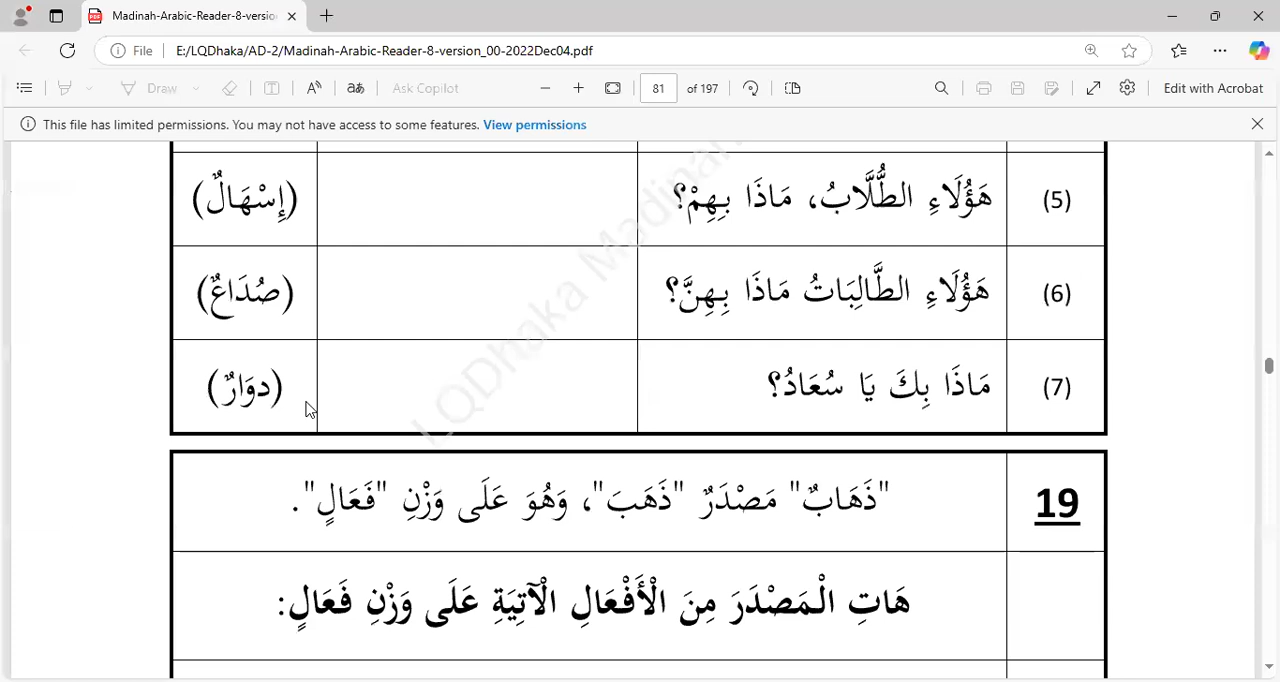 Madinah-Arabic-Reader-8-versio
File E:/LQDhaka/AD-2/Madinah-Arabic-Reader-8-version_00-2022Dec04.pdf
Draw Ask Copilot 81 of 197 Edit with Acrobat
This file has limited permissions. You may not have access to some features. View permissions
(5) هَؤُلَاءِ الطُّلَّابُ، مَاذَا بِهِمْ؟ (إِسْهَالٌ)
(6) هَؤُلَاءِ الطَّالِبَاتُ مَاذَا بِهِنَّ؟ (صُدَاعٌ)
(7) مَاذَا بِكَ يَا سُعَادُ؟ (دوَارٌ)
19 "ذَهَابٌ" مَصْدَرٌ "ذَهَبَ"، وَهُوَ عَلَى وَزْنِ "فَعَالٍ".
هَاتِ الْمَصْدَرَ مِنَ الْأَفْعَالِ الْآتِيَةِ عَلَى وَزْنِ فَعَالٍ:
LQDhaka Madinah